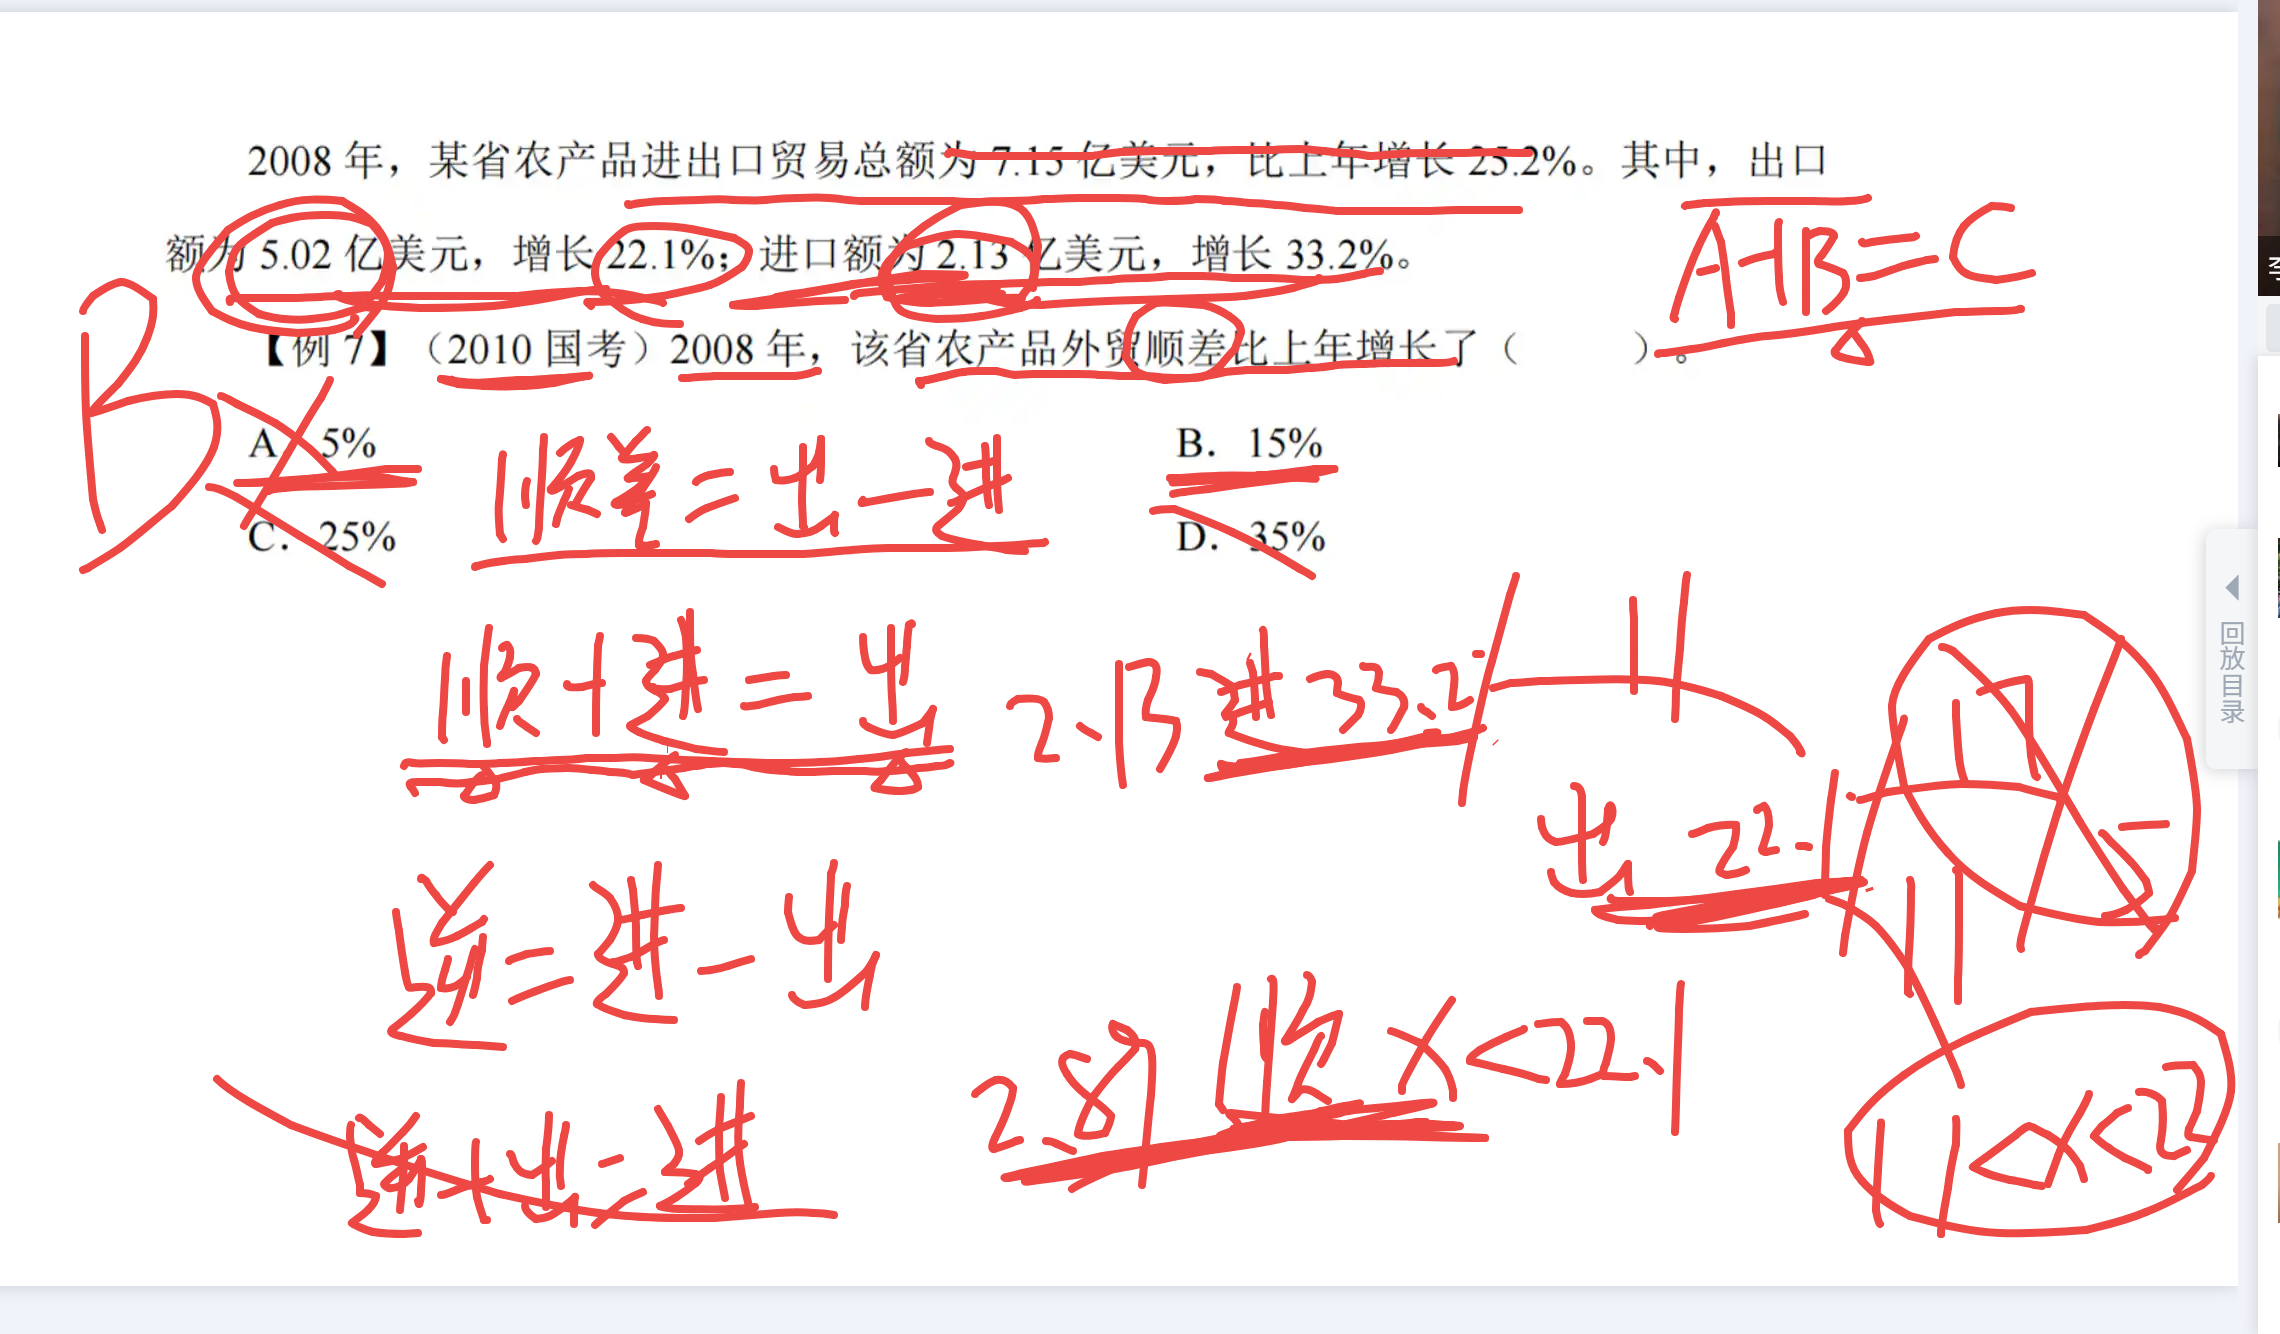 2008 年，某省农产品进出口贸易总额为 7.15 亿美元，比上年增长 25.2%。其中，出口
额为 5.02 亿美元，增长 22.1%；进口额为 2.13 亿美元，增长 33.2%。
A+B=C
【例 7】（2010 国考）2008 年，该省农产品外贸顺差比上年增长了（ ）。
B
A. 5%
B. 15%
顺差=出-进
C. 25%
D. 35%
顺+进=出
2.13 进 33.2
11
17
出 22.1
逆=进-出
11
2.89 顺 x<22.1
11<x<22
逆+出=进
回放目录